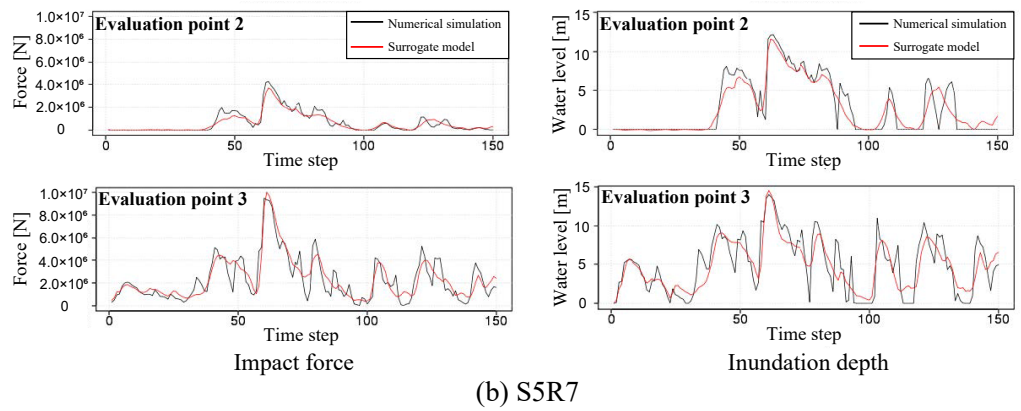 Evaluation point 2
Numerical simulation
Surrogate model
Force [N]
1.0×10⁷
8.0×10⁶
6.0×10⁶
4.0×10⁶
2.0×10⁶
0
0
50
100
150
Time step
Evaluation point 2
Numerical simulation
Surrogate model
Water level [m]
15
10
5
0
0
50
100
150
Time step
Evaluation point 3
Force [N]
1.0×10⁷
8.0×10⁶
6.0×10⁶
4.0×10⁶
2.0×10⁶
0
0
50
100
150
Time step
Impact force
Evaluation point 3
Water level [m]
15
10
5
0
0
50
100
150
Time step
Inundation depth
(b) S5R7